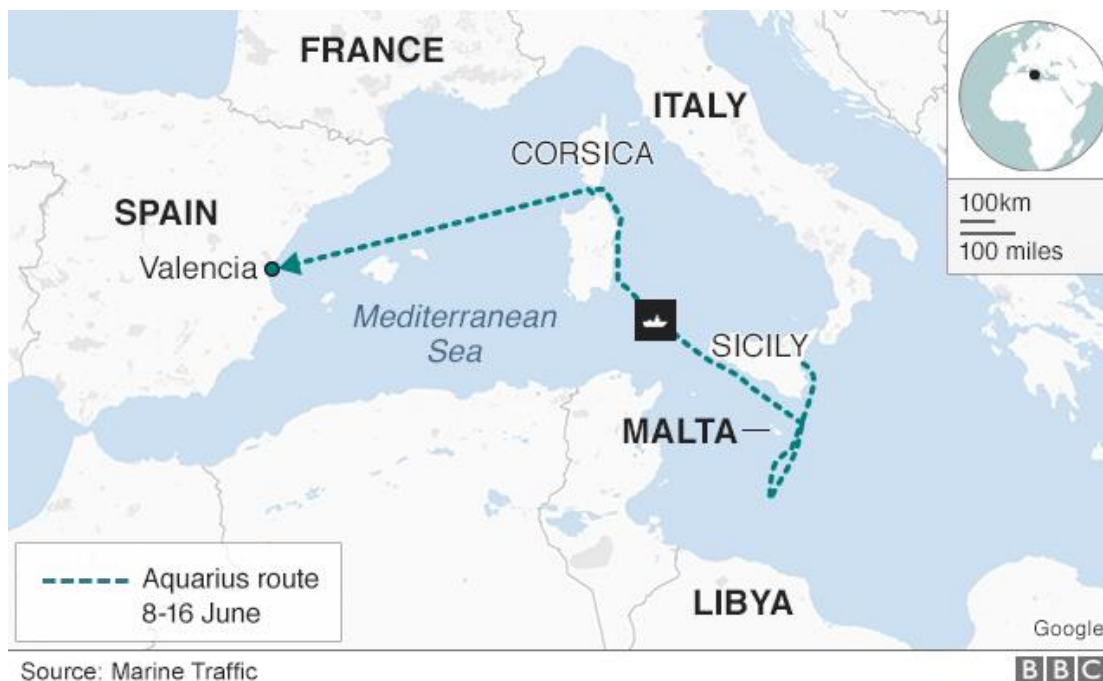 FRANCE
ITALY
CORSICA
100km
100 miles
SPAIN
Valencia
Mediterranean
Sea
SICILY
MALTA
Aquarius route
8-16 June
LIBYA
Google
Source: Marine Traffic
BBC